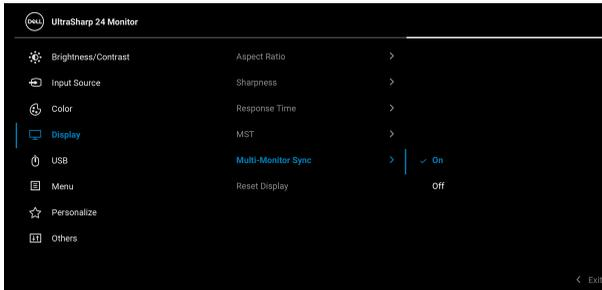 DELL UltraSharp 24 Monitor
Brightness/Contrast Aspect Ratio
Input Source Sharpness
Color Response Time
Display MST
USB Multi-Monitor Sync On
Menu Reset Display Off
Personalize
Others
Exit